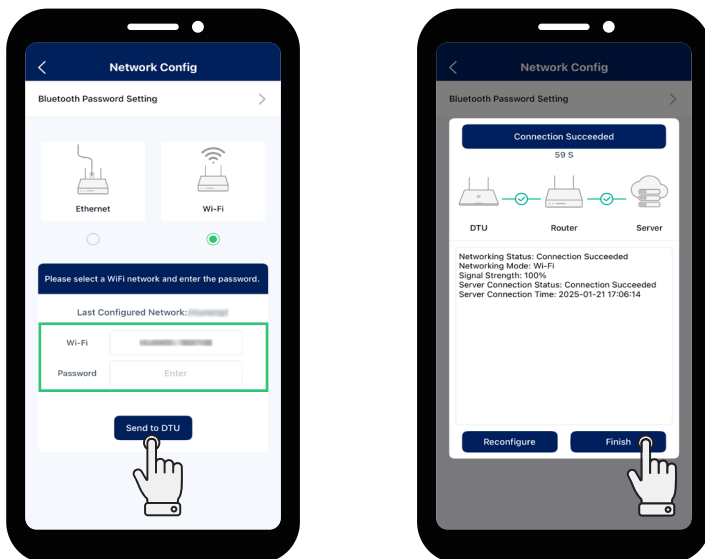 Network Config
Bluetooth Password Setting
Ethernet
Wi-Fi
Please select a WiFi network and enter the password.
Last Configured Network:
Wi-Fi
Password Enter
Send to DTU
Network Config
Bluetooth Password Setting
Connection Succeeded
59 S
DTU Router Server
Networking Status: Connection Succeeded
Networking Mode: Wi-Fi
Signal Strength: 100%
Server Connection Status: Connection Succeeded
Server Connection Time: 2025-01-21 17:06:14
Reconfigure Finish